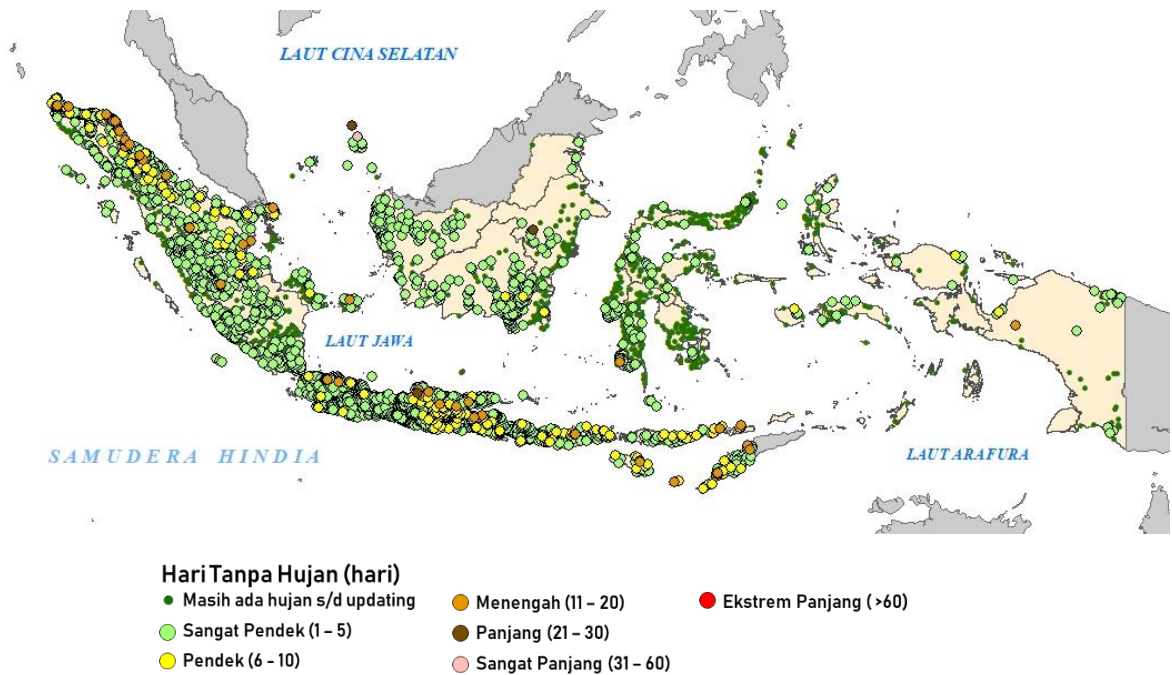 LAUT CINA SELATAN
LAUT JAWA
SAMUDERA HINDIA
LAUT ARAFURA
Hari Tanpa Hujan (hari)
Masih ada hujan s/d updating
Sangat Pendek (1 – 5)
Pendek (6 - 10)
Menengah (11 – 20)
Panjang (21 – 30)
Sangat Panjang (31 – 60)
Ekstrem Panjang ( >60)